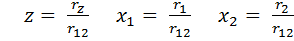 z = r_z / r_12    x_1 = r_1 / r_12    x_2 = r_2 / r_12